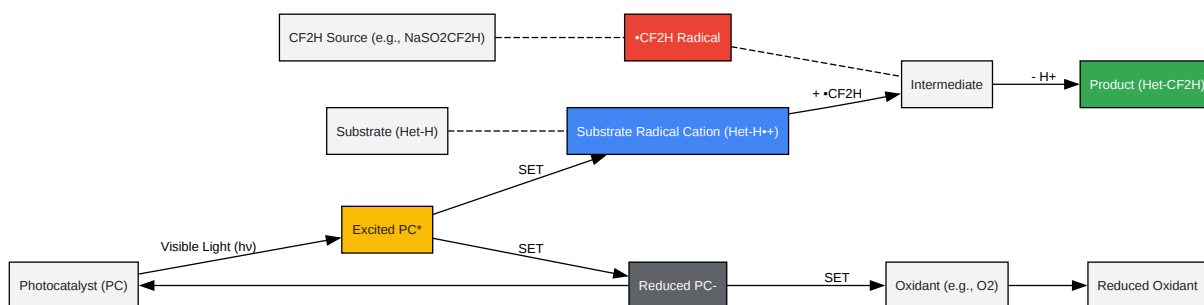 CF2H Source (e.g., NaSO2CF2H)
•CF2H Radical
Intermediate
- H+
Product (Het-CF2H)
+ •CF2H
Substrate (Het-H)
Substrate Radical Cation (Het-H•+)
SET
Excited PC*
Visible Light (hν)
SET
Photocatalyst (PC)
Reduced PC-
SET
Oxidant (e.g., O2)
Reduced Oxidant